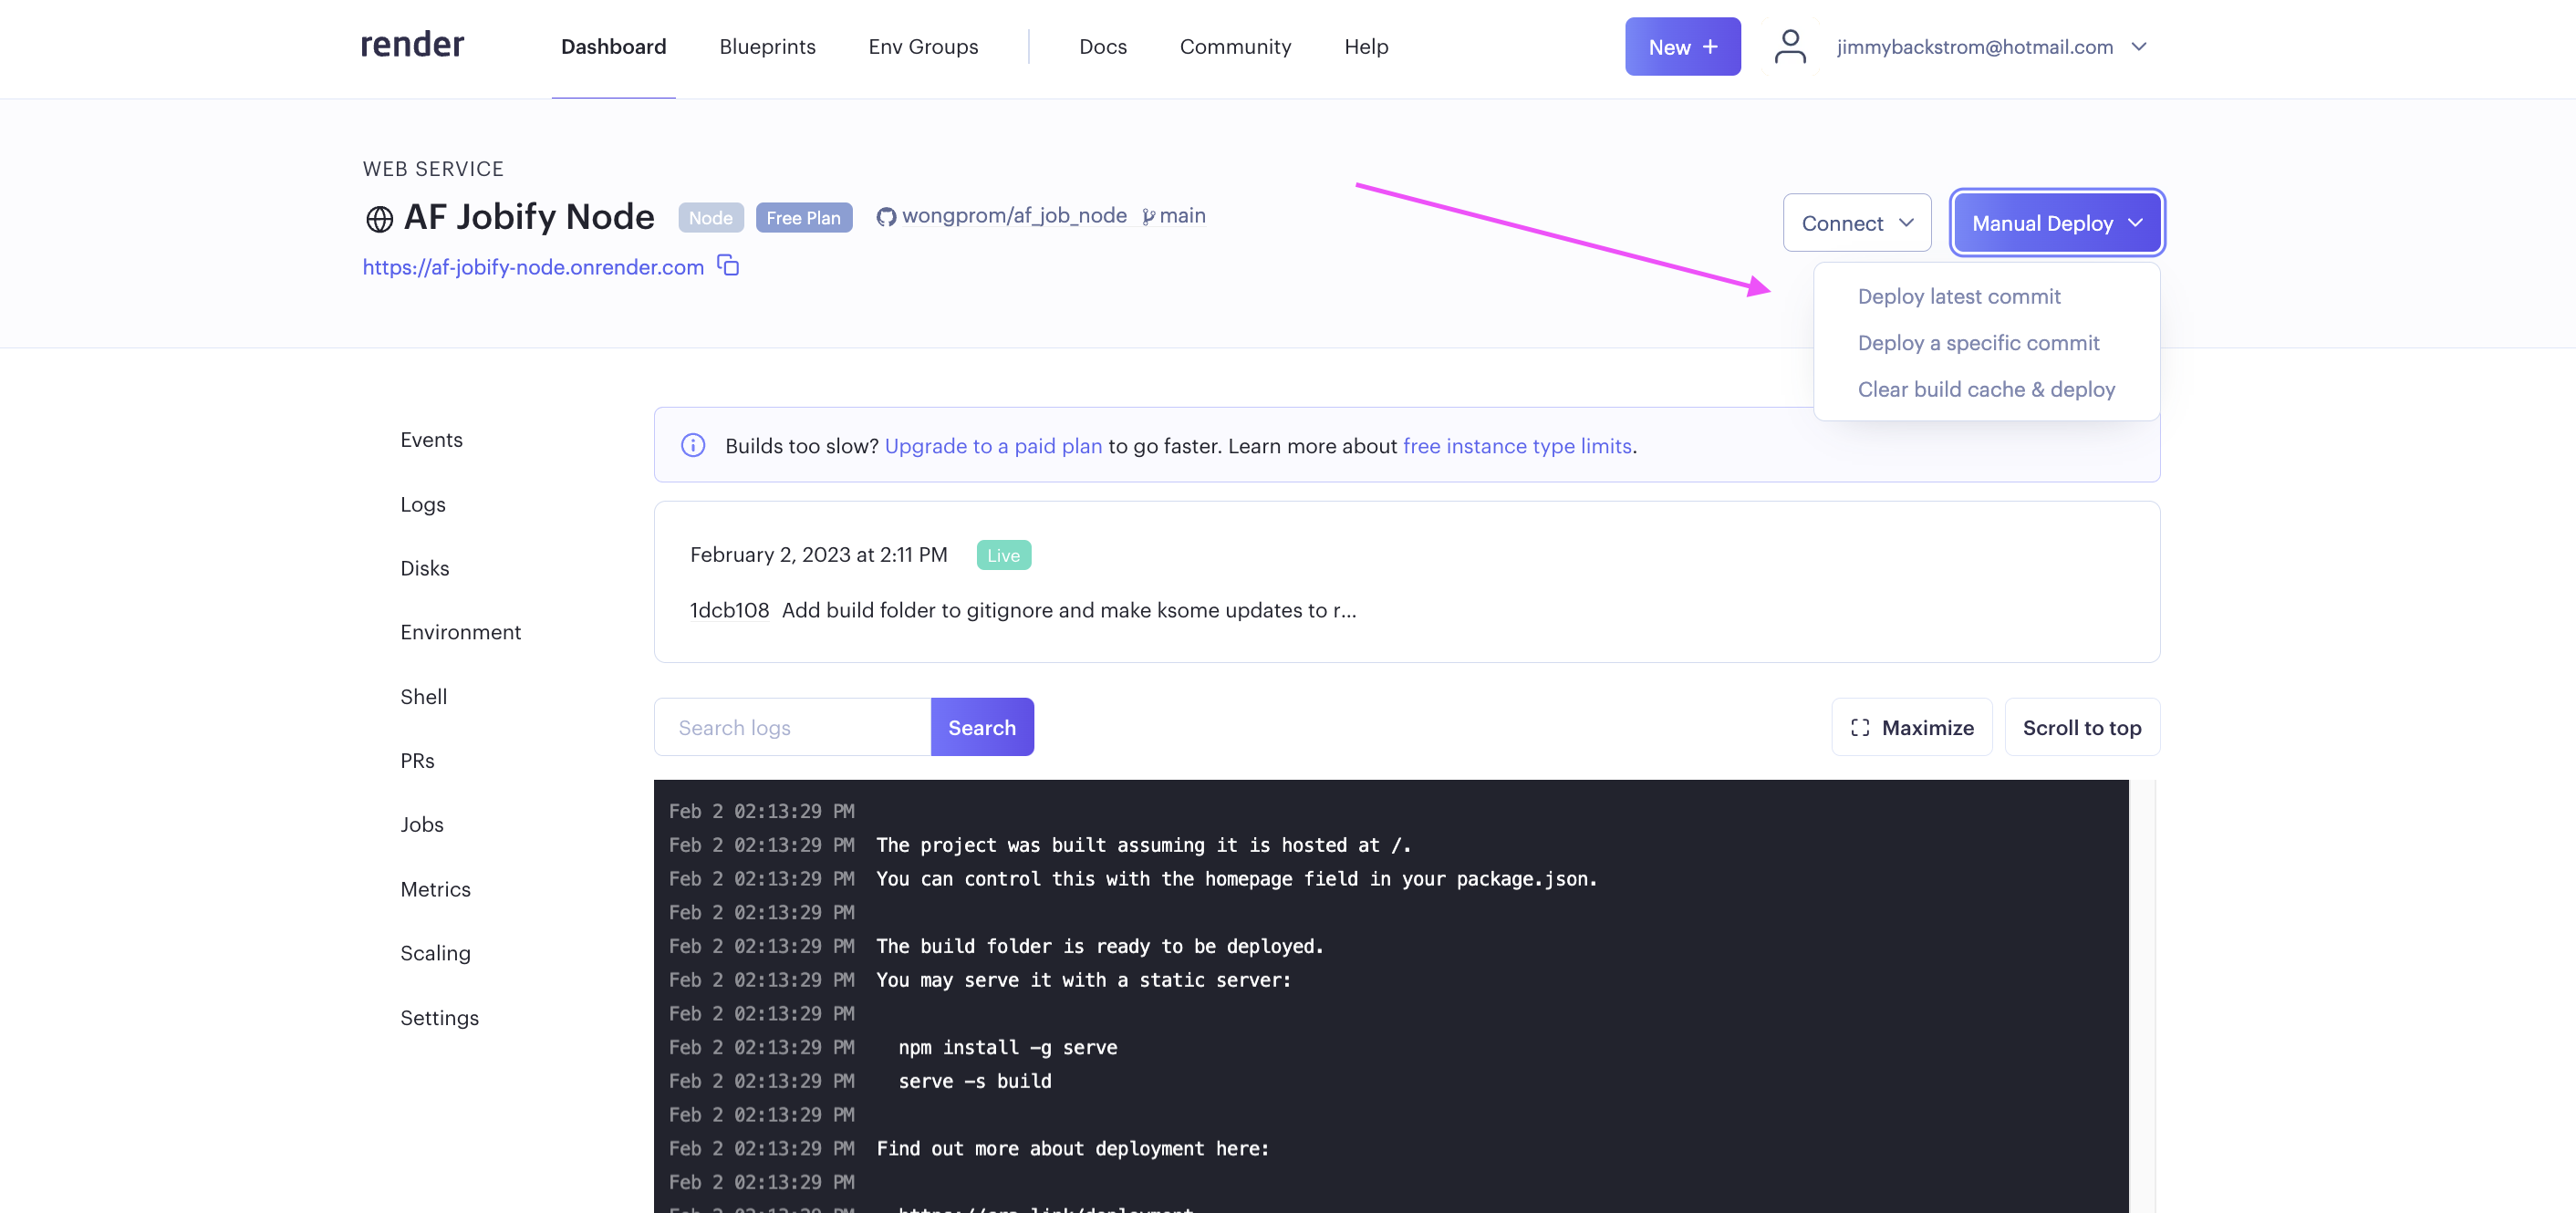 render
Dashboard
Blueprints
Env Groups
Docs
Community
Help
New +
jimmybackstrom@hotmail.com
WEB SERVICE
AF Jobify Node
Node
Free Plan
wongprom/af_job_node
main
https://af-jobify-node.onrender.com
Connect
Manual Deploy
Deploy latest commit
Deploy a specific commit
Clear build cache & deploy
Events
Logs
Disks
Environment
Shell
PRs
Jobs
Metrics
Scaling
Settings
Builds too slow? Upgrade to a paid plan to go faster. Learn more about free instance type limits.
February 2, 2023 at 2:11 PM
Live
1dcb108 Add build folder to gitignore and make ksome updates to r...
Search logs
Search
Maximize
Scroll to top
Feb 2 02:13:29 PM
Feb 2 02:13:29 PM The project was built assuming it is hosted at /.
Feb 2 02:13:29 PM You can control this with the homepage field in your package.json.
Feb 2 02:13:29 PM
Feb 2 02:13:29 PM The build folder is ready to be deployed.
Feb 2 02:13:29 PM You may serve it with a static server:
Feb 2 02:13:29 PM
Feb 2 02:13:29 PM npm install -g serve
Feb 2 02:13:29 PM serve -s build
Feb 2 02:13:29 PM
Feb 2 02:13:29 PM Find out more about deployment here:
Feb 2 02:13:29 PM